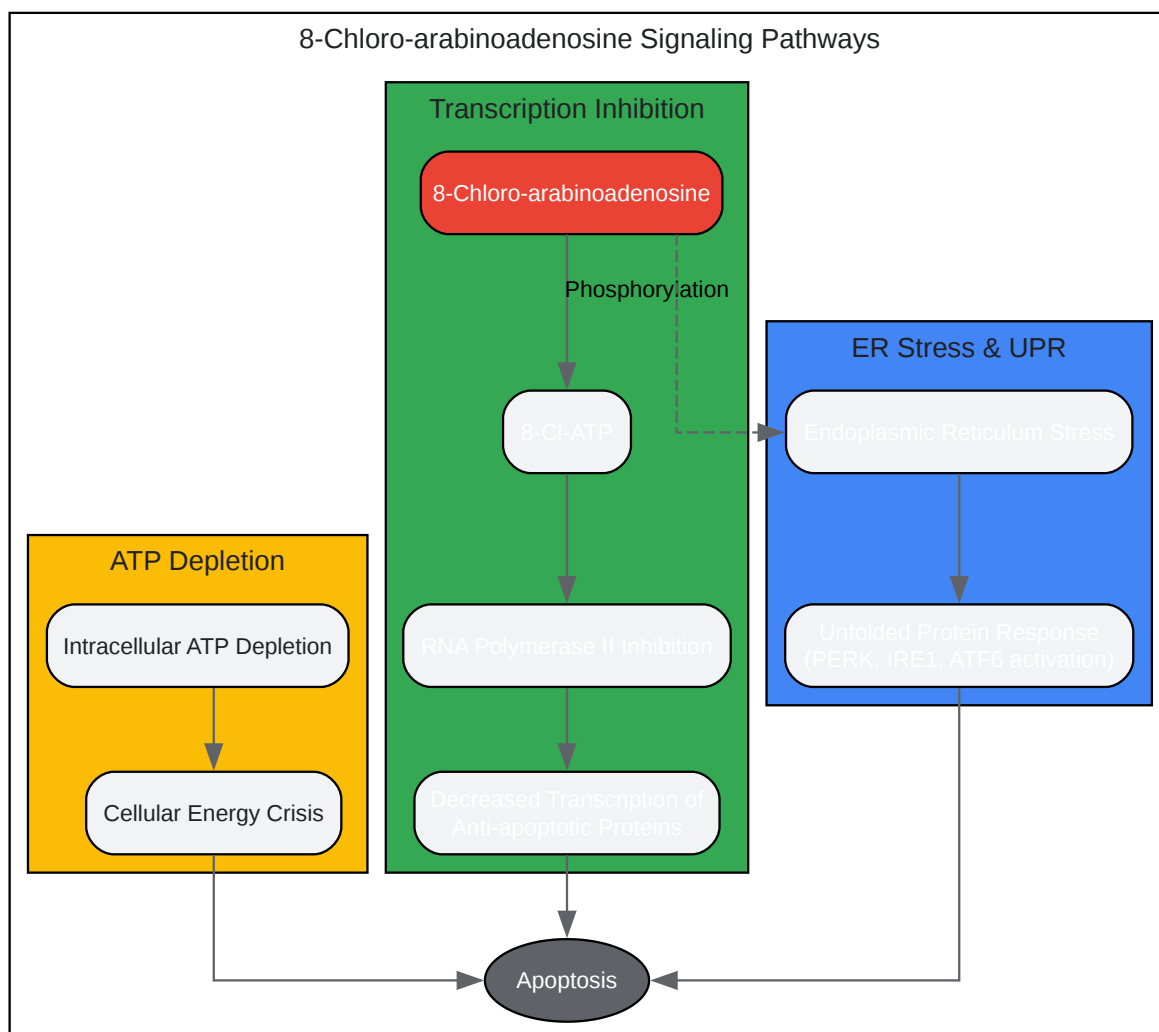 8-Chloro-arabinoadenosine Signaling Pathways
Transcription Inhibition
8-Chloro-arabinoadenosine
Phosphorylation
8-Cl-ATP
RNA Polymerase II Inhibition
Decreased Transcription of
Anti-apoptotic Proteins
ER Stress & UPR
Endoplasmic Reticulum Stress
Unfolded Protein Response
(PERK, IRE1, ATF6 activation)
ATP Depletion
Intracellular ATP Depletion
Cellular Energy Crisis
Apoptosis